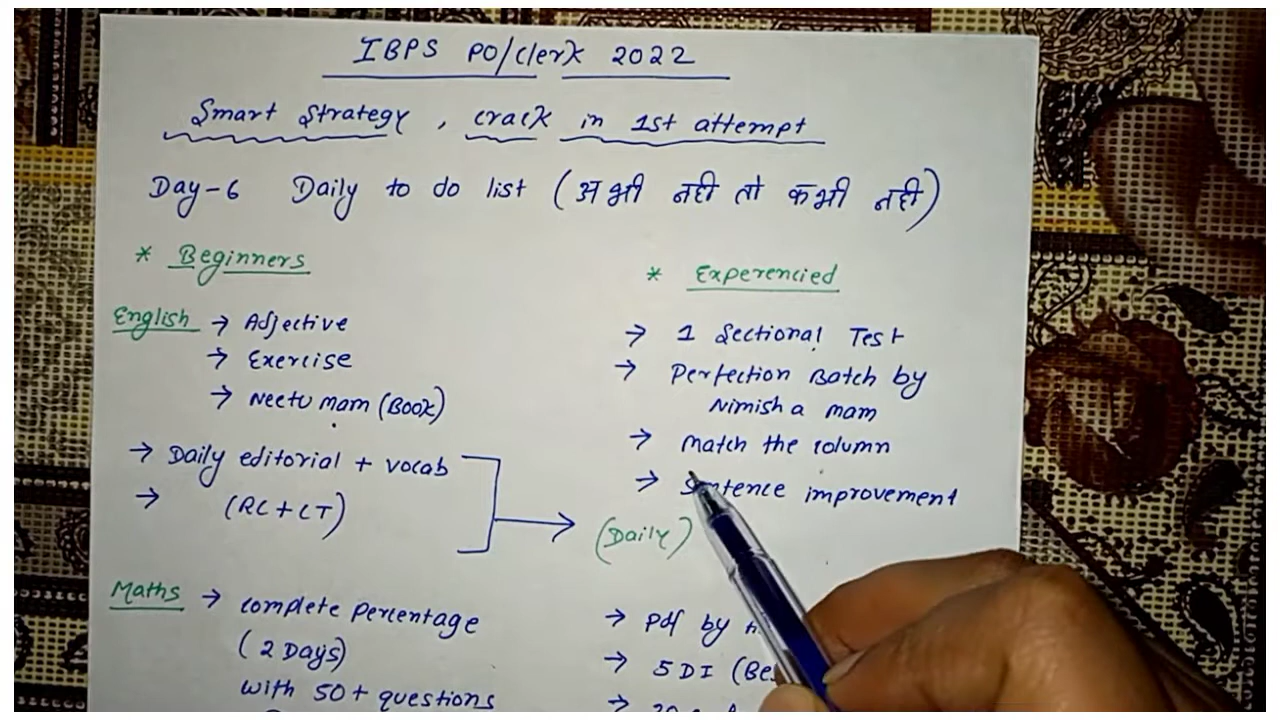 IBPS PO/Clerk 2022
Smart Strategy, crack in 1st attempt
Day-6 Daily to do list (अभी नही तो कभी नही)
* Beginners
English → Adjective
→ Exercise
→ Neetu mam (Book)
→ Daily editorial + vocab
→ (RC + CT)
(Daily)
Maths → complete percentage
(2 Days)
with 50+ questions
* Experencied
→ 1 Sectional Test
→ Perfection Batch by
Nimisha mam
→ Match the column
→ Sentence improvement
→ Pdf by
→ 5 DI
→